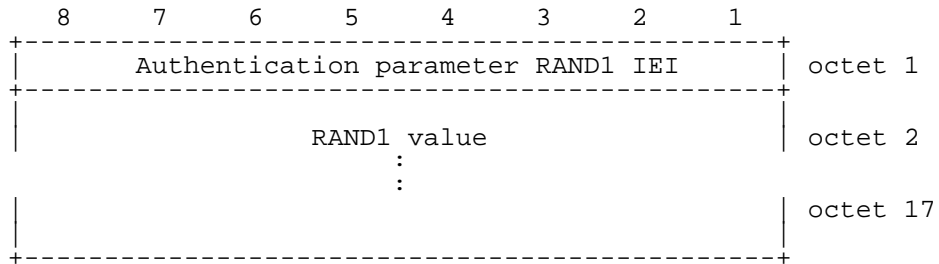 8 7 6 5 4 3 2 1
Authentication parameter RAND1 IEI octet 1
RAND1 value octet 2
:
:
octet 17